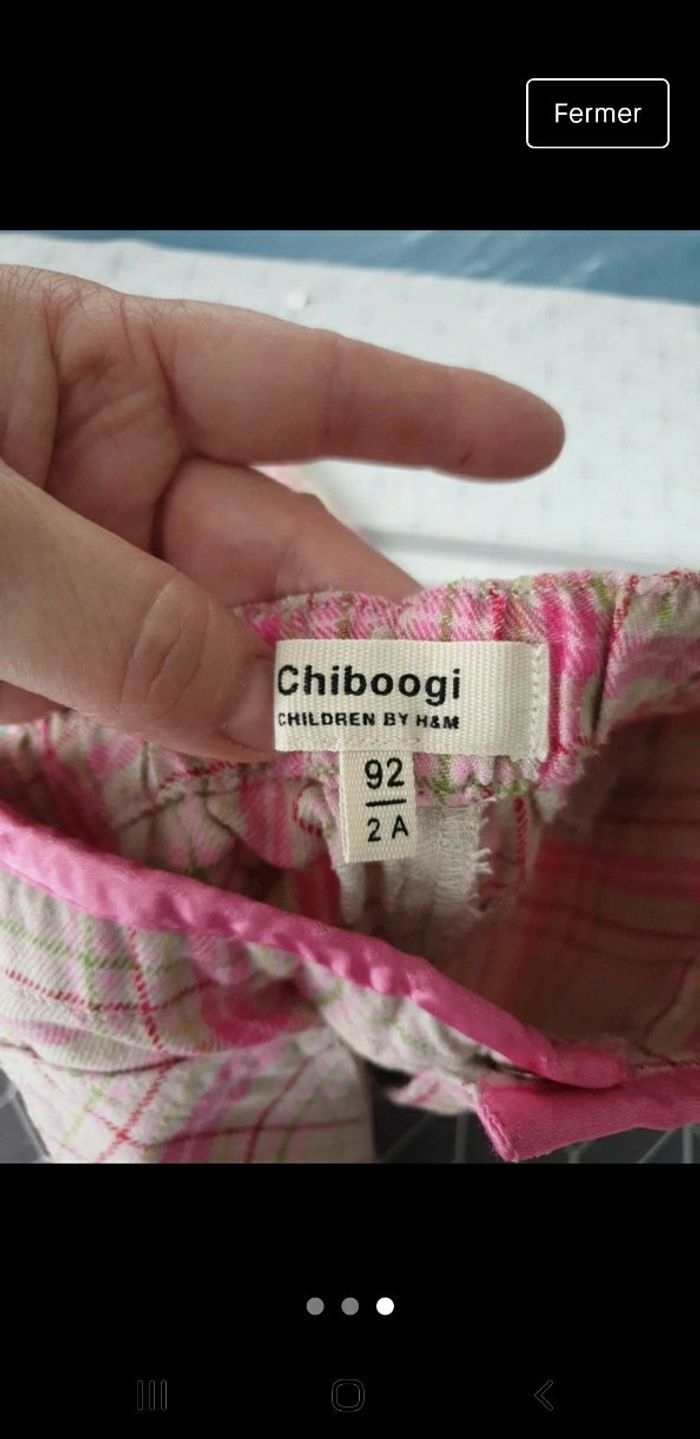 Fermer
Chiboogi
CHILDREN BY H&M
92
2 A